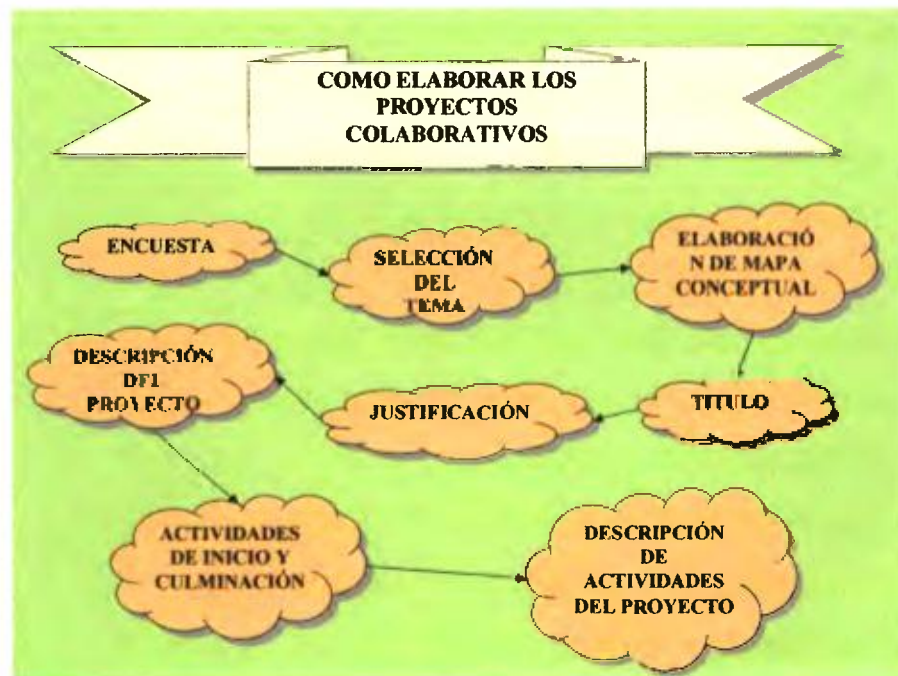 COMO ELABORAR LOS
PROYECTOS
COLABORATIVOS
ENCUESTA
SELECCIÓN
DEL
TEMA
ELABORACIÓ
N DE MAPA
CONCEPTUAL
TITULO
JUSTIFICACIÓN
DESCRIPCIÓN
DEL
PROYECTO
ACTIVIDADES
DE INICIO Y
CULMINACIÓN
DESCRIPCIÓN
DE
ACTIVIDADES
DEL PROYECTO